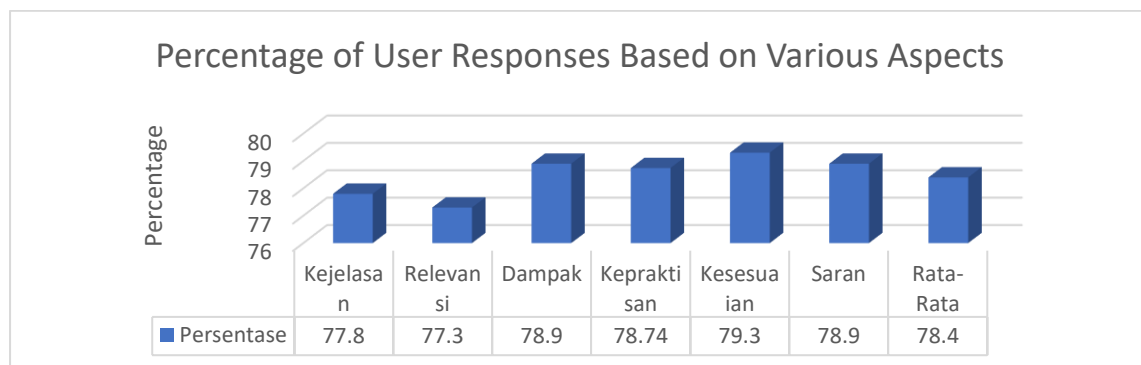 Percentage of User Responses Based on Various Aspects
Percentage
80
79
78
77
76
Kejelasa
n
Relevan
si
Dampak
Keprakti
san
Kesesua
ian
Saran
Rata-
Rata
Persentase 77.8 77.3 78.9 78.74 79.3 78.9 78.4